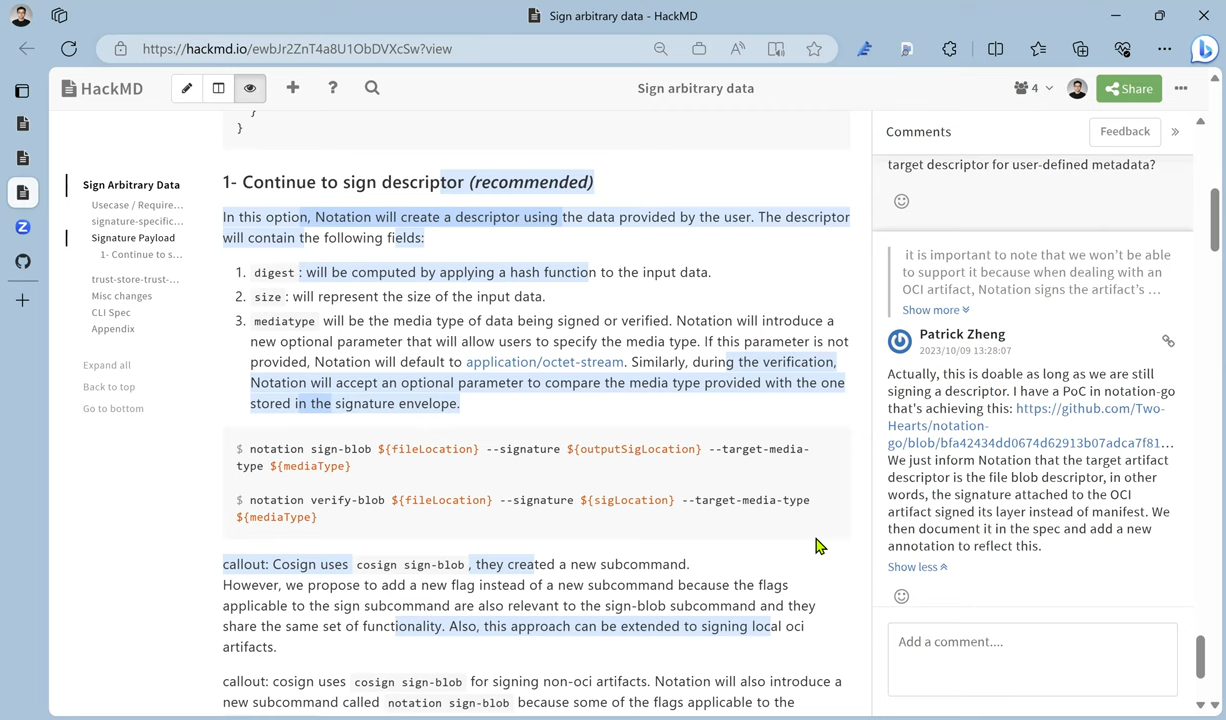 Sign arbitrary data - HackMD
https://hackmd.io/ewbJr2ZnT4a8U1ObDVXcSw?view
HackMD
Sign arbitrary data
4
Share
Sign Arbitrary Data
Usecase / Require...
signature-specific...
Signature Payload
1- Continue to s...
trust-store-trust-...
Misc changes
CLI Spec
Appendix
Expand all
Back to top
Go to bottom
}
}
1- Continue to sign descriptor (recommended)
In this option, Notation will create a descriptor using the data provided by the user. The descriptor
will contain the following fields:
1. digest : will be computed by applying a hash function to the input data.
2. size : will represent the size of the input data.
3. mediatype will be the media type of data being signed or verified. Notation will introduce a
new optional parameter that will allow users to specify the media type. If this parameter is not
provided, Notation will default to application/octet-stream. Similarly, during the verification,
Notation will accept an optional parameter to compare the media type provided with the one
stored in the signature envelope.
$ notation sign-blob ${fileLocation} --signature ${outputSigLocation} --target-media-
type ${mediaType}
$ notation verify-blob ${fileLocation} --signature ${sigLocation} --target-media-type
${mediaType}
callout: Cosign uses cosign sign-blob , they created a new subcommand.
However, we propose to add a new flag instead of a new subcommand because the flags
applicable to the sign subcommand are also relevant to the sign-blob subcommand and they
share the same set of functionality. Also, this approach can be extended to signing local oci
artifacts.
callout: cosign uses cosign sign-blob for signing non-oci artifacts. Notation will also introduce a
new subcommand called notation sign-blob because some of the flags applicable to the
Comments
Feedback
target descriptor for user-defined metadata?
it is important to note that we won't be able
to support it because when dealing with an
OCI artifact, Notation signs the artifact's ...
Show more
Patrick Zheng
2023/10/09 13:28:07
Actually, this is doable as long as we are still
signing a descriptor. I have a PoC in notation-go
that's achieving this: https://github.com/Two-
Hearts/notation-
go/blob/bfa42434dd0674d62913b07adca7f81...
We just inform Notation that the target artifact
descriptor is the file blob descriptor, in other
words, the signature attached to the OCI
artifact signed its layer instead of manifest. We
then document it in the spec and add a new
annotation to reflect this.
Show less
Add a comment....